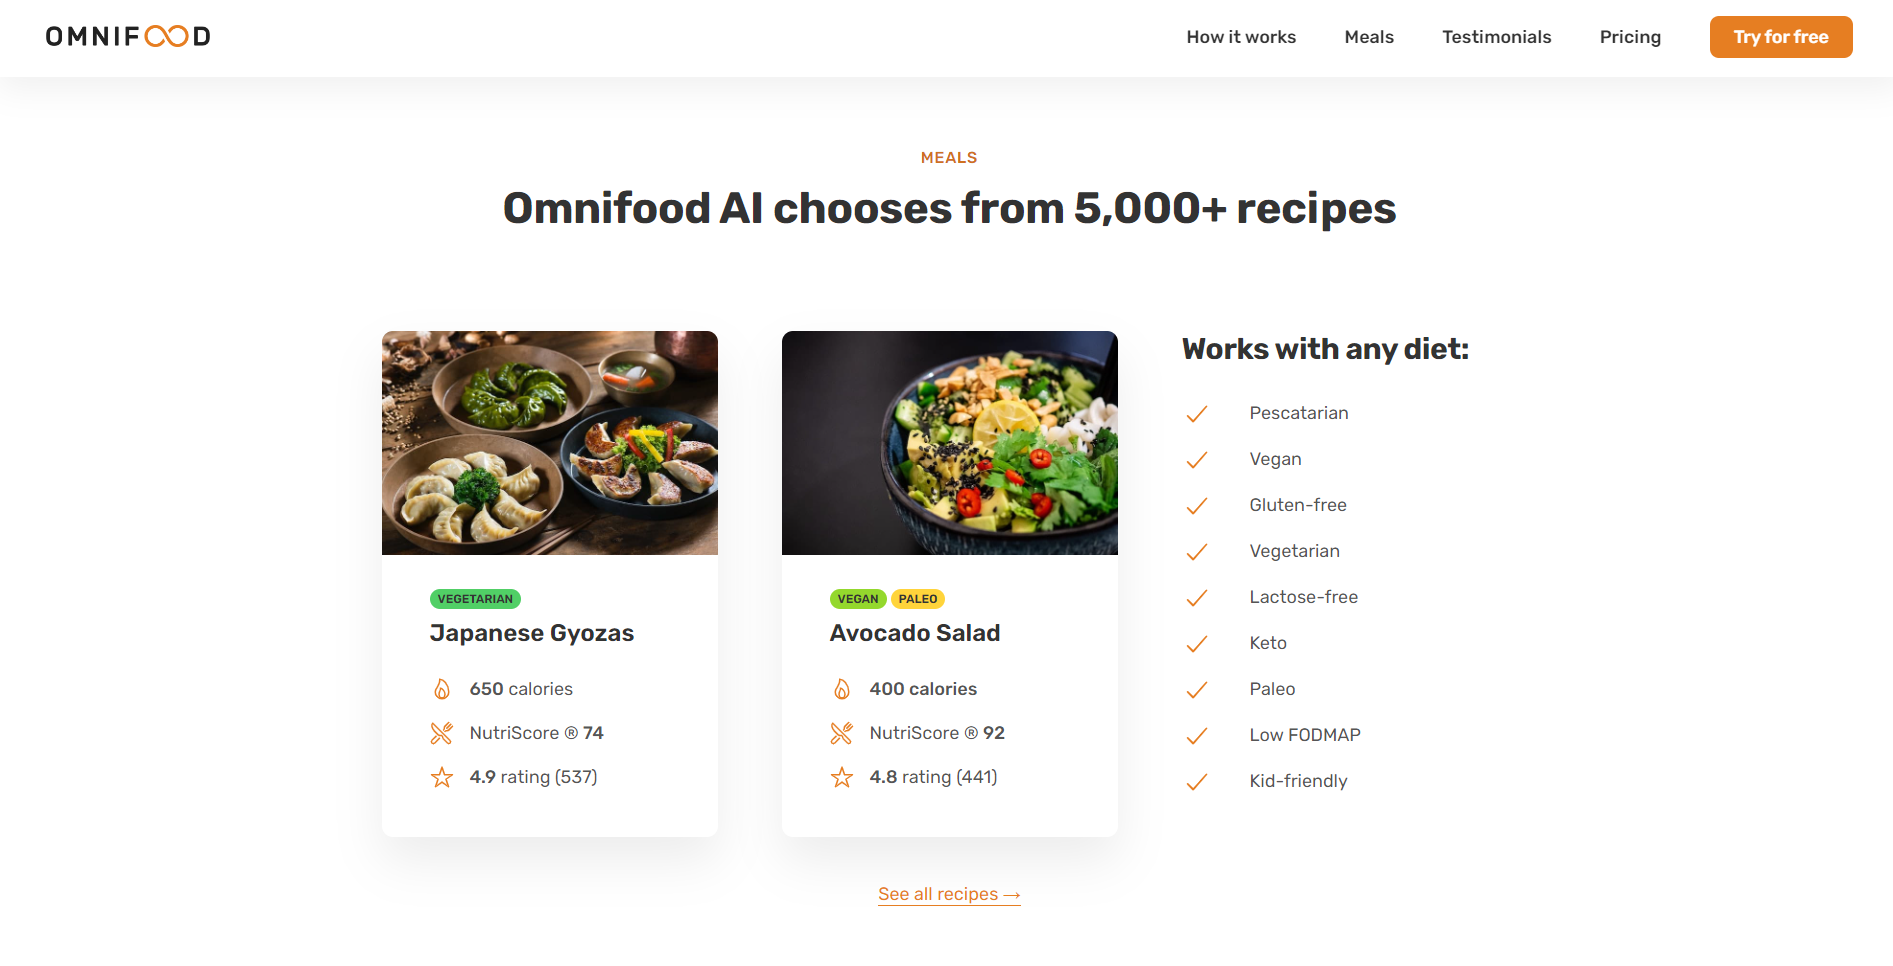 OMNIFOOD
How it works
Meals
Testimonials
Pricing
Try for free
MEALS
Omnifood AI chooses from 5,000+ recipes
VEGETARIAN
Japanese Gyozas
650 calories
NutriScore ® 74
4.9 rating (537)
VEGAN PALEO
Avocado Salad
400 calories
NutriScore ® 92
4.8 rating (441)
Works with any diet:
Pescatarian
Vegan
Gluten-free
Vegetarian
Lactose-free
Keto
Paleo
Low FODMAP
Kid-friendly
See all recipes →